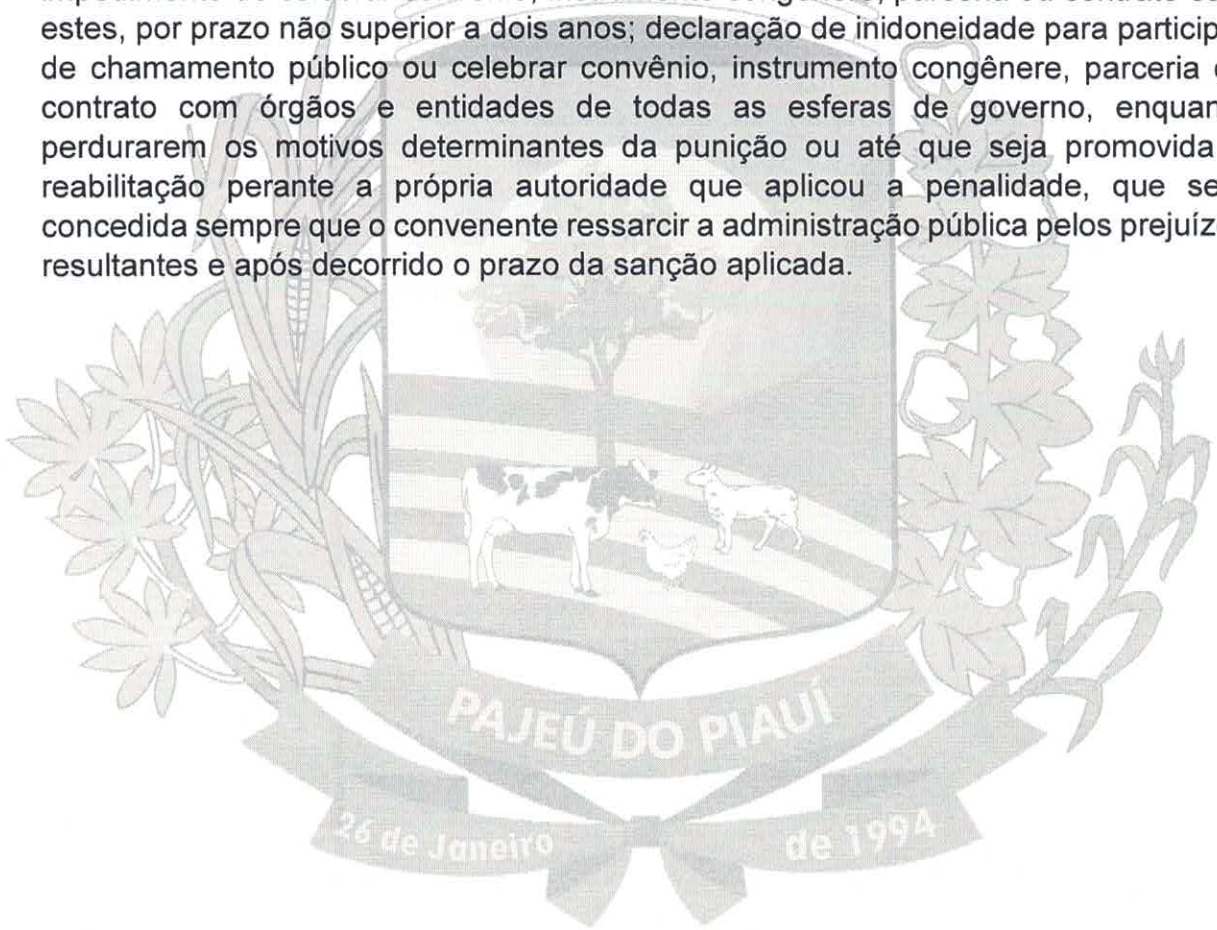 estes, por prazo não superior a dois anos; declaração de inidoneidade para particip
de chamamento público ou celebrar convênio, instrumento congênere, parceria
contrato com órgãos e entidades de todas as esferas de governo, enquan
perdurarem os motivos determinantes da punição ou até que seja promovida
reabilitação perante a própria autoridade que aplicou a penalidade, que se
concedida sempre que o convenente ressarcir a administração pública pelos prejuíz
resultantes e após decorrido o prazo da sanção aplicada.
PAJEÚ DO PIAUÍ
26 de Janeiro de 1994